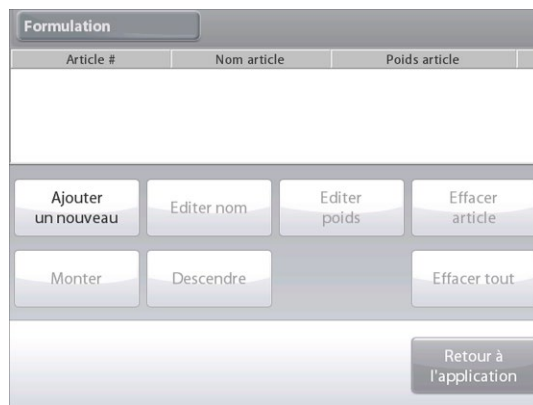 Formulation
Article # Nom article Poids article
Ajouter
un nouveau
Editer nom
Editer
poids
Effacer
article
Monter
Descendre
Effacer tout
Retour à
l'application